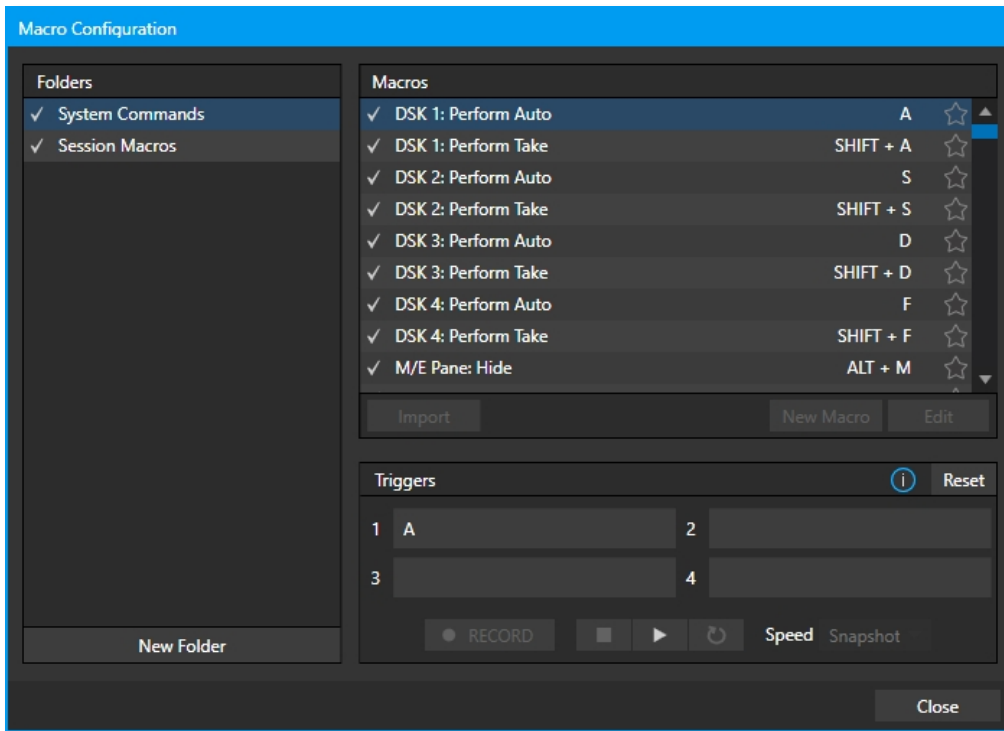 Macro Configuration
Folders
System Commands
Session Macros
New Folder
Macros
DSK 1: Perform Auto A
DSK 1: Perform Take SHIFT + A
DSK 2: Perform Auto S
DSK 2: Perform Take SHIFT + S
DSK 3: Perform Auto D
DSK 3: Perform Take SHIFT + D
DSK 4: Perform Auto F
DSK 4: Perform Take SHIFT + F
M/E Pane: Hide ALT + M
Import New Macro Edit
Triggers i Reset
1 A 2
3 4
RECORD Speed Snapshot
Close